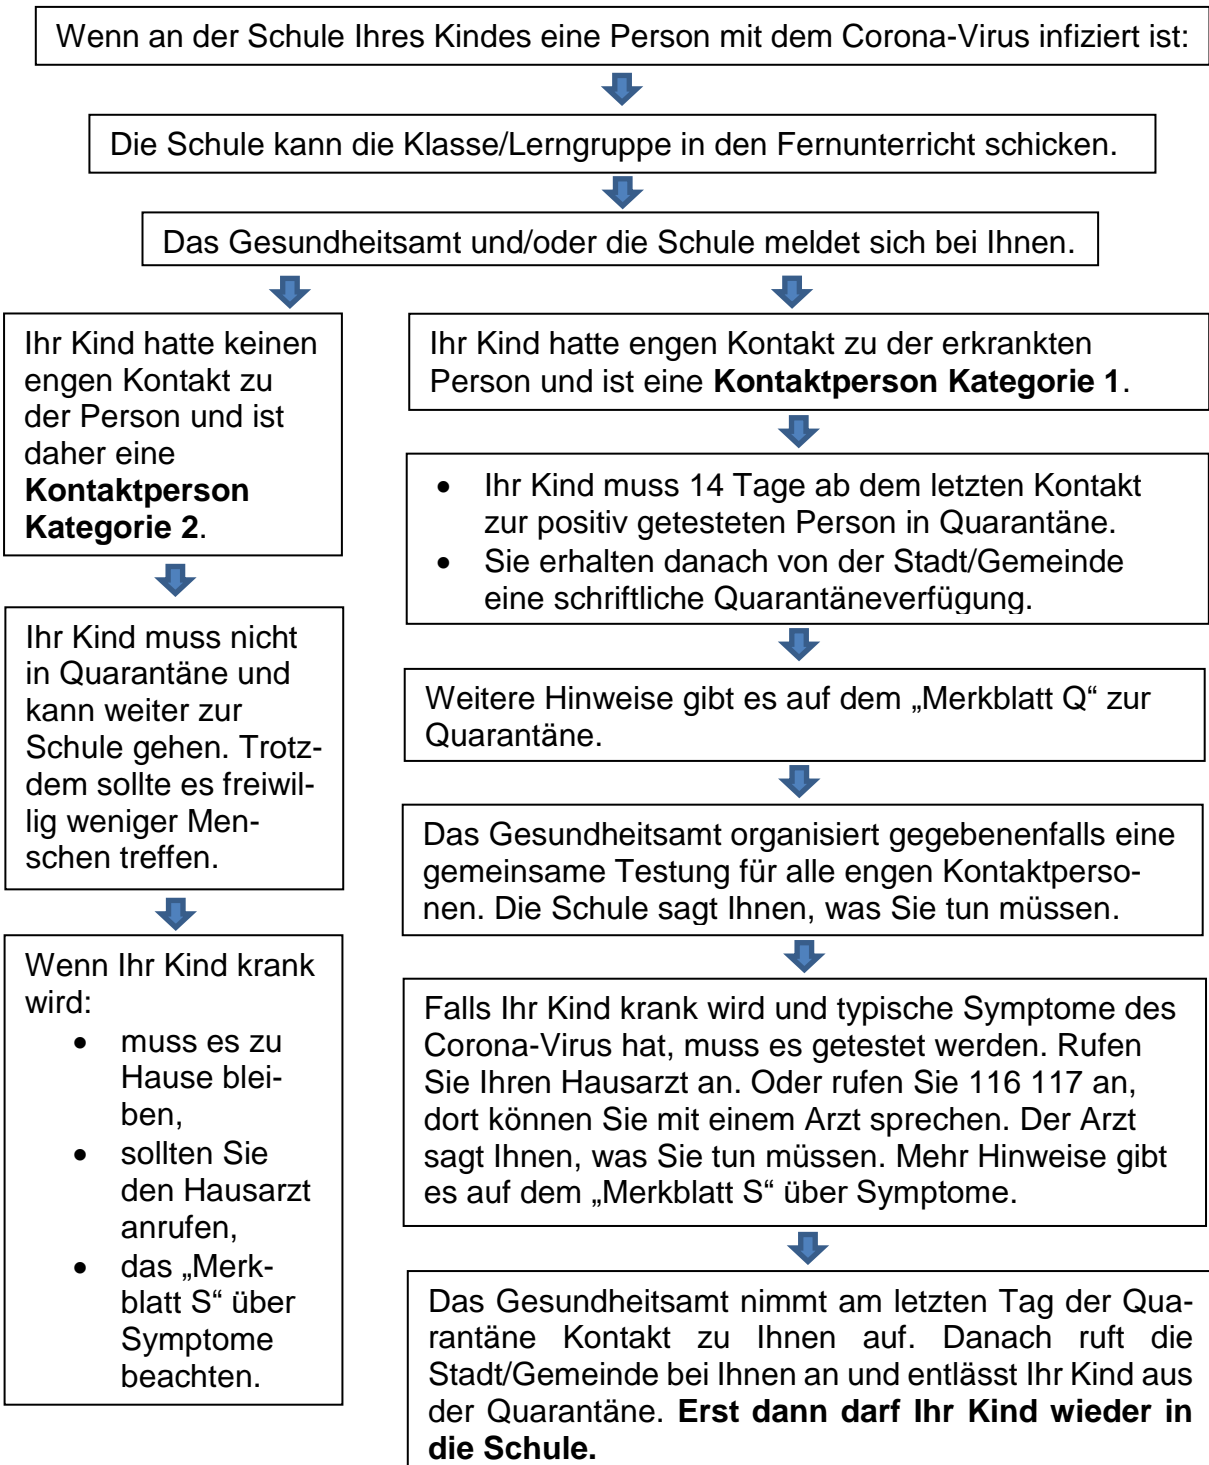 Wenn an der Schule Ihres Kindes eine Person mit dem Corona-Virus infiziert ist:
Die Schule kann die Klasse/Lerngruppe in den Fernunterricht schicken.
Das Gesundheitsamt und/oder die Schule meldet sich bei Ihnen.
Ihr Kind hatte keinen
engen Kontakt zu
der Person und ist
daher eine
Kontaktperson
Kategorie 2.
Ihr Kind muss nicht
in Quarantäne und
kann weiter zur
Schule gehen. Trotz-
dem sollte es freiwil-
lig weniger Men-
schen treffen.
Wenn Ihr Kind krank
wird:
• muss es zu
Hause blei-
ben,
• sollten Sie
den Hausarzt
anrufen,
• das „Merk-
blatt S“ über
Symptome
beachten.
Ihr Kind hatte engen Kontakt zu der erkrankten
Person und ist eine Kontaktperson Kategorie 1.
• Ihr Kind muss 14 Tage ab dem letzten Kontakt
zur positiv getesteten Person in Quarantäne.
• Sie erhalten danach von der Stadt/Gemeinde
eine schriftliche Quarantäneverfügung.
Weitere Hinweise gibt es auf dem „Merkblatt Q“ zur
Quarantäne.
Das Gesundheitsamt organisiert gegebenenfalls eine
gemeinsame Testung für alle engen Kontaktperso-
nen. Die Schule sagt Ihnen, was Sie tun müssen.
Falls Ihr Kind krank wird und typische Symptome des
Corona-Virus hat, muss es getestet werden. Rufen
Sie Ihren Hausarzt an. Oder rufen Sie 116 117 an,
dort können Sie mit einem Arzt sprechen. Der Arzt
sagt Ihnen, was Sie tun müssen. Mehr Hinweise gibt
es auf dem „Merkblatt S“ über Symptome.
Das Gesundheitsamt nimmt am letzten Tag der Qua-
rantäne Kontakt zu Ihnen auf. Danach ruft die
Stadt/Gemeinde bei Ihnen an und entlässt Ihr Kind aus
der Quarantäne. Erst dann darf Ihr Kind wieder in
die Schule.